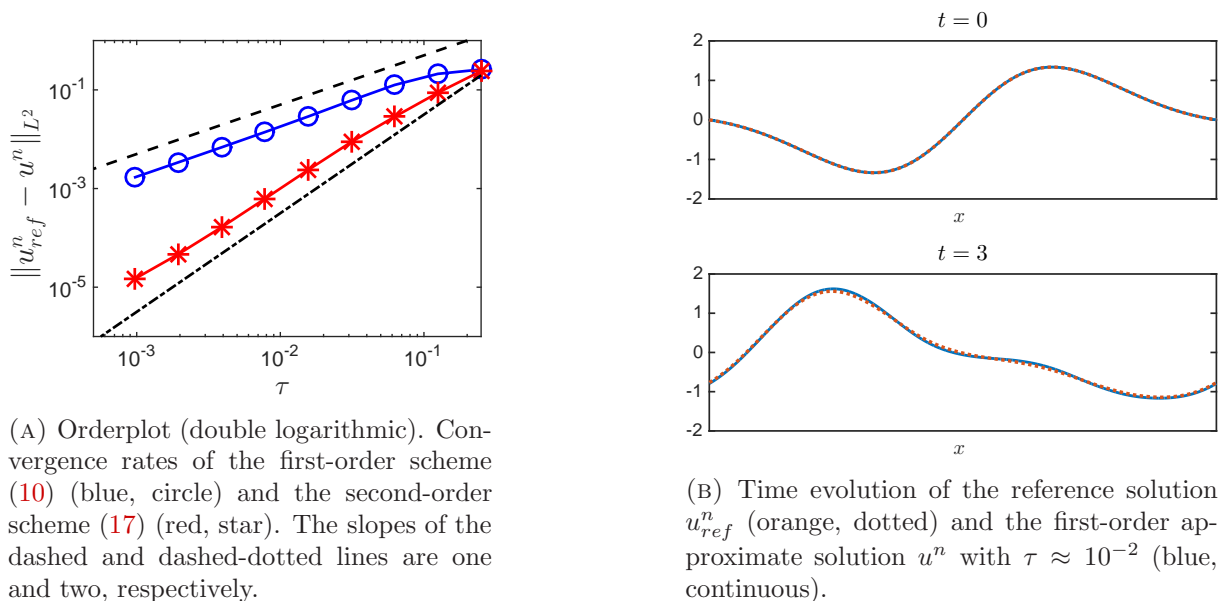 10^{-1}
10^{-3}
10^{-5}
\|u_{ref}^n - u^n\|_{L^2}
10^{-3} 10^{-2} 10^{-1}
τ
(A) Orderplot (double logarithmic). Con-
vergence rates of the first-order scheme
(10) (blue, circle) and the second-order
scheme (17) (red, star). The slopes of the
dashed and dashed-dotted lines are one
and two, respectively.
t = 0
2
1
0
-1
-2
x
t = 3
2
1
0
-1
-2
x
(B) Time evolution of the reference solution
u_{ref}^n (orange, dotted) and the first-order ap-
proximate solution u^n with τ ≈ 10^{-2} (blue,
continuous).